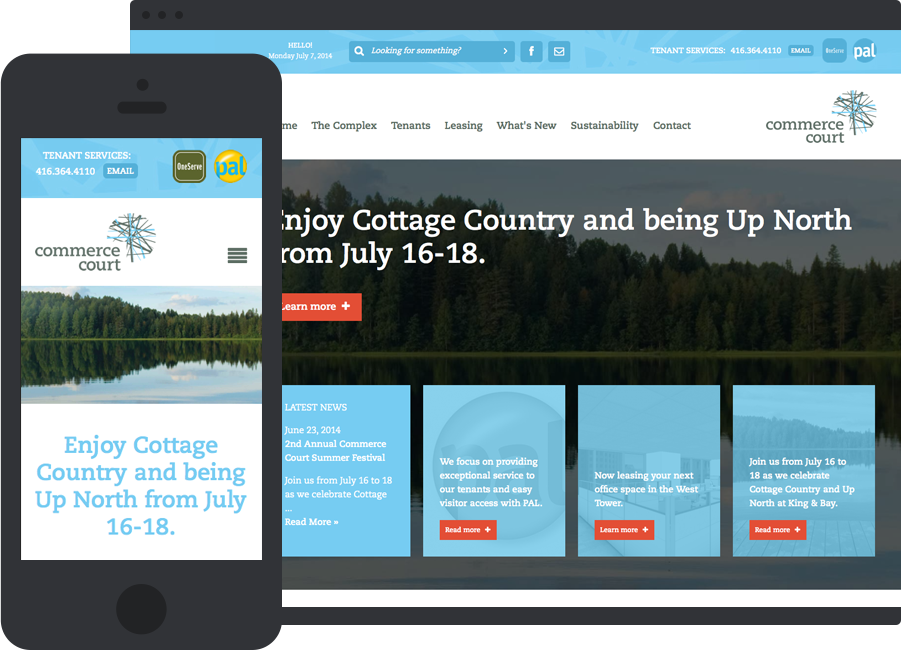 HELLO!
Monday July 7, 2014
Looking for something?
f
TENANT SERVICES: 416.364.4110 EMAIL
OneServe
pal
me The Complex Tenants Leasing What's New Sustainability Contact
commerce
court
Enjoy Cottage Country and being Up North
from July 16-18.
Learn more +
LATEST NEWS
June 23, 2014
2nd Annual Commerce
Court Summer Festival
Join us from July 16 to 18
as we celebrate Cottage
...
Read More »
pal
We focus on providing
exceptional service to
our tenants and easy
visitor access with PAL.
Read more +
Now leasing your next
office space in the West
Tower.
Learn more +
Join us from July 16 to
18 as we celebrate
Cottage Country and Up
North at King & Bay.
Read more +
TENANT SERVICES:
416.364.4110 EMAIL
OneServe
pal
commerce
court
Enjoy Cottage
Country and being
Up North from July
16-18.